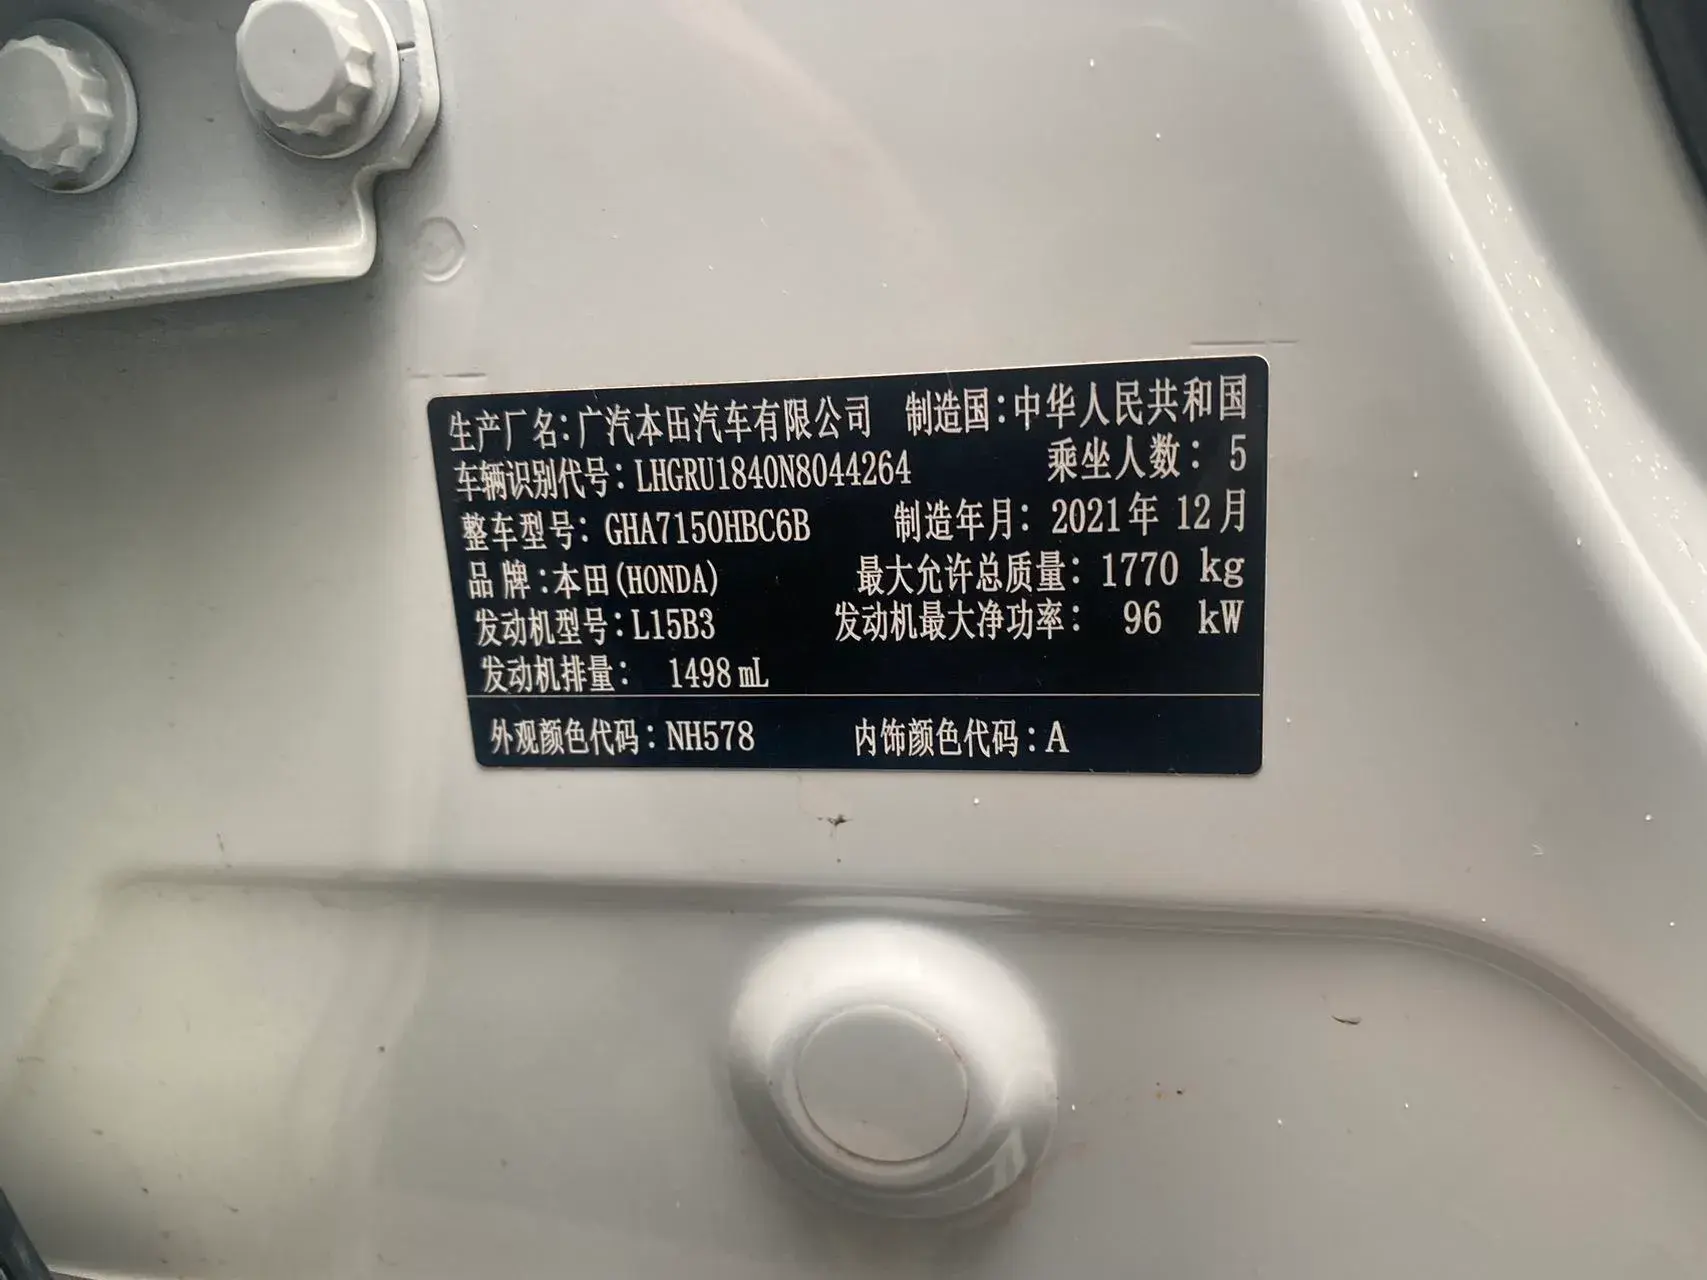 生产厂名：广汽本田汽车有限公司 制造国：中华人民共和国
车辆识别代号：LHGRU1840N8044264 乘坐人数：5
整车型号：GHA7150HBC6B 制造年月：2021年 12月
品 牌：本田(HONDA) 最大允许总质量：1770 kg
发动机型号：L15B3 发动机最大净功率： 96 kW
发动机排量： 1498 mL
外观颜色代码：NH578 内饰颜色代码：A